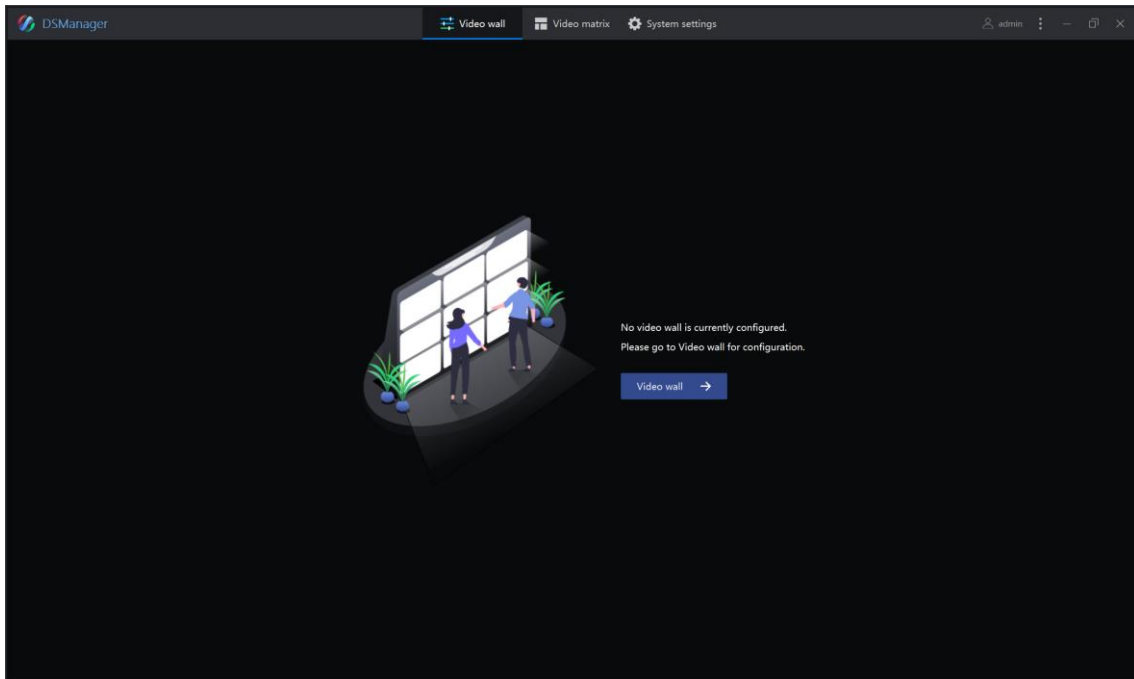 DSManager
Video wall
Video matrix
System settings
admin
No video wall is currently configured.
Please go to Video wall for configuration.
Video wall